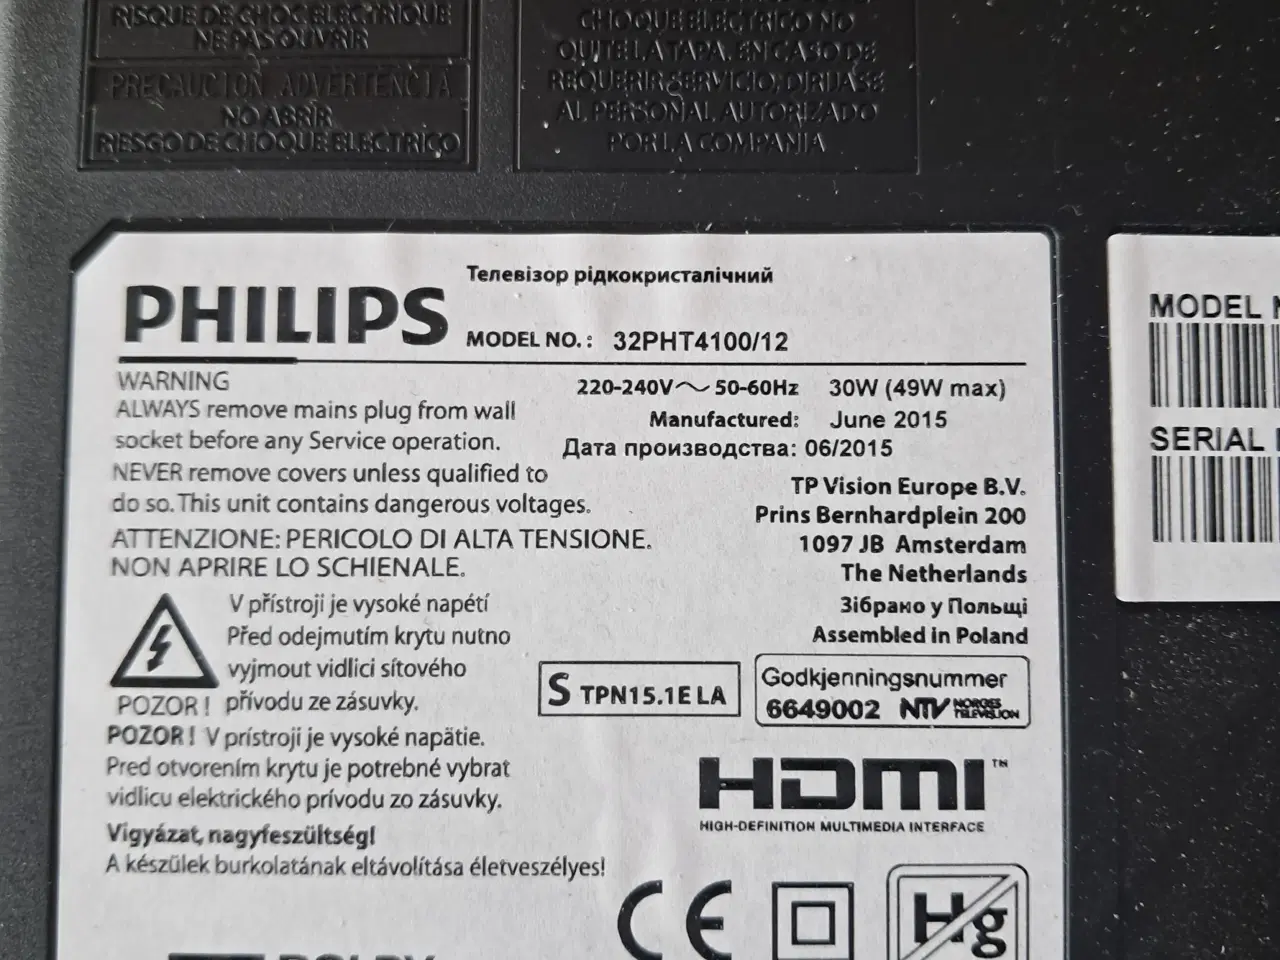 RISQUE DE CHOC ELECTRIQUE
NE PAS OUVRIR
PRECAUCION ADVERTENCIA
NO ABRIR
RIESGO DE CHOQUE ELECTRICO
CHOQUE ELECTRICO NO
QUITE LA TAPA, EN CASO DE
REQUERIR SERVICIO, DIRIJASE
AL PERSONAL AUTORIZADO
POR LA COMPAÑIA
PHILIPS
Телевізор рідкокристалічний
MODEL NO.: 32PHT4100/12
WARNING
ALWAYS remove mains plug from wall
socket before any Service operation.
NEVER remove covers unless qualified to
do so. This unit contains dangerous voltages.
ATTENZIONE: PERICOLO DI ALTA TENSIONE.
NON APRIRE LO SCHIENALE.
V přístroji je vysoké napétí
Před odejmutím krytu nutno
vyjmout vidlici sítového
POZOR! přívodu ze zásuvky.
POZOR! V prístroji je vysoké napätie.
Pred otvorením krytu je potrebné vybrat
vidlicu elektrického prívodu zo zásuvky.
Vigyázat, nagyfeszültség!
A készülek burkolatának eltávolítása életveszélyes!
220-240V~ 50-60Hz 30W (49W max)
Manufactured: June 2015
Дата производства: 06/2015
TP Vision Europe B.V.
Prins Bernhardplein 200
1097 JB Amsterdam
The Netherlands
Зібрано у Польщі
Assembled in Poland
S TPN15.1E LA
Godkjenningsnummer
6649002 NTV NORGES TELEVISJON
HDMI™
HIGH-DEFINITION MULTIMEDIA INTERFACE
CE
Hg
MODEL
SERIAL